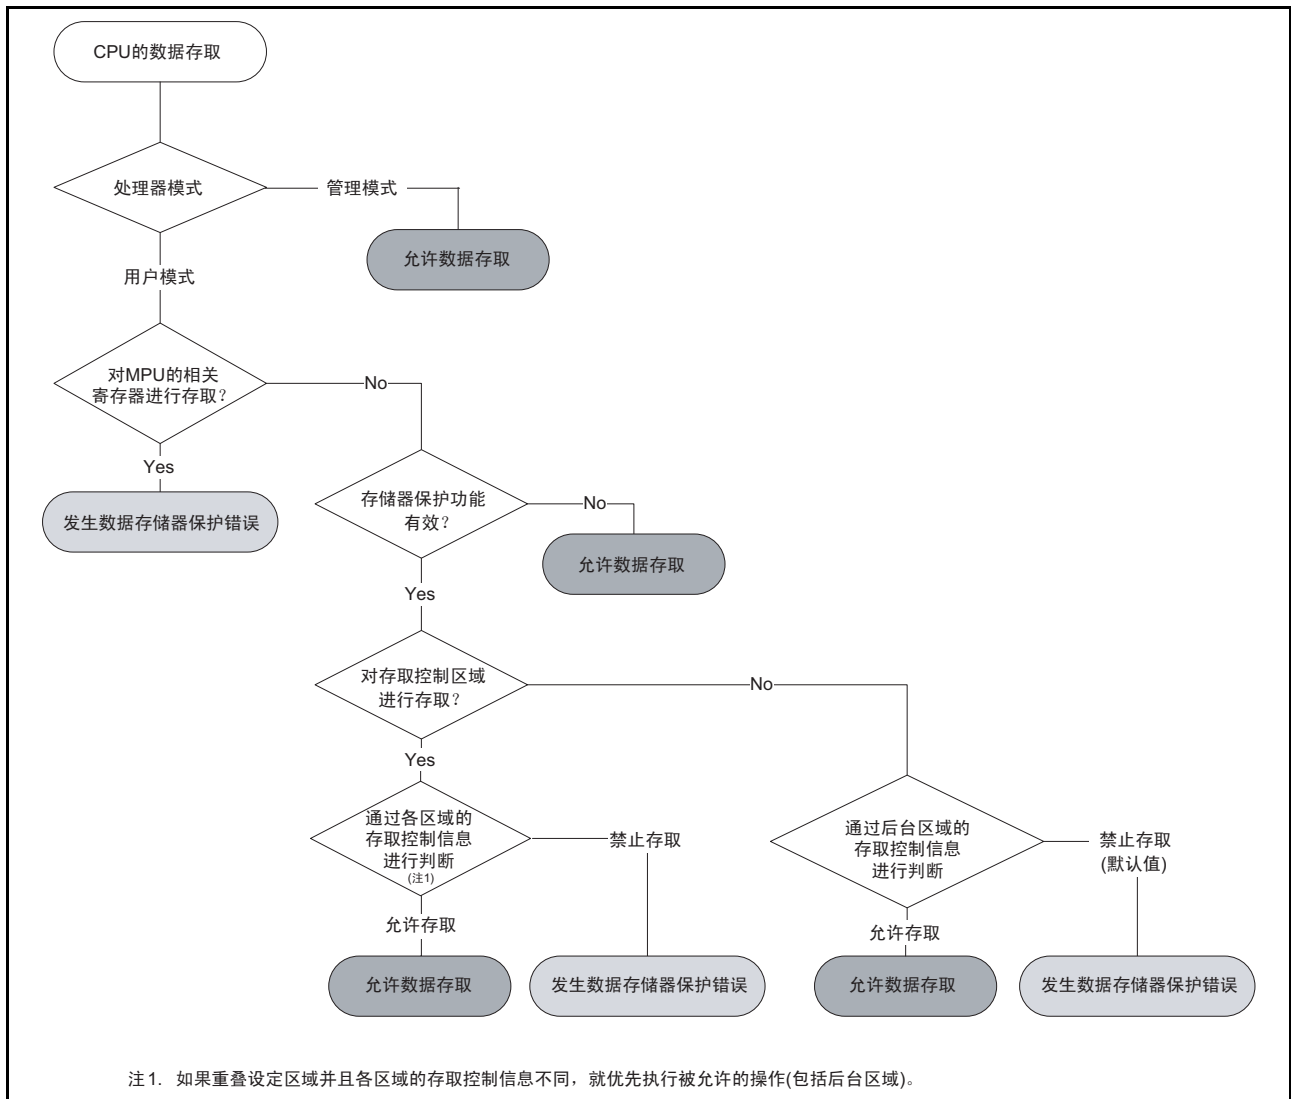 CPU的数据存取
处理器模式
管理模式
允许数据存取
用户模式
对MPU的相关
寄存器进行存取？
No
Yes
发生数据存储器保护错误
存储器保护功能
有效？
No
允许数据存取
Yes
对存取控制区域
进行存取？
No
Yes
通过各区域的
存取控制信息
进行判断
(注1)
禁止存取
允许存取
允许数据存取
发生数据存储器保护错误
通过后台区域的
存取控制信息
进行判断
禁止存取
(默认值)
允许存取
允许数据存取
发生数据存储器保护错误
注1. 如果重叠设定区域并且各区域的存取控制信息不同，就优先执行被允许的操作(包括后台区域)。